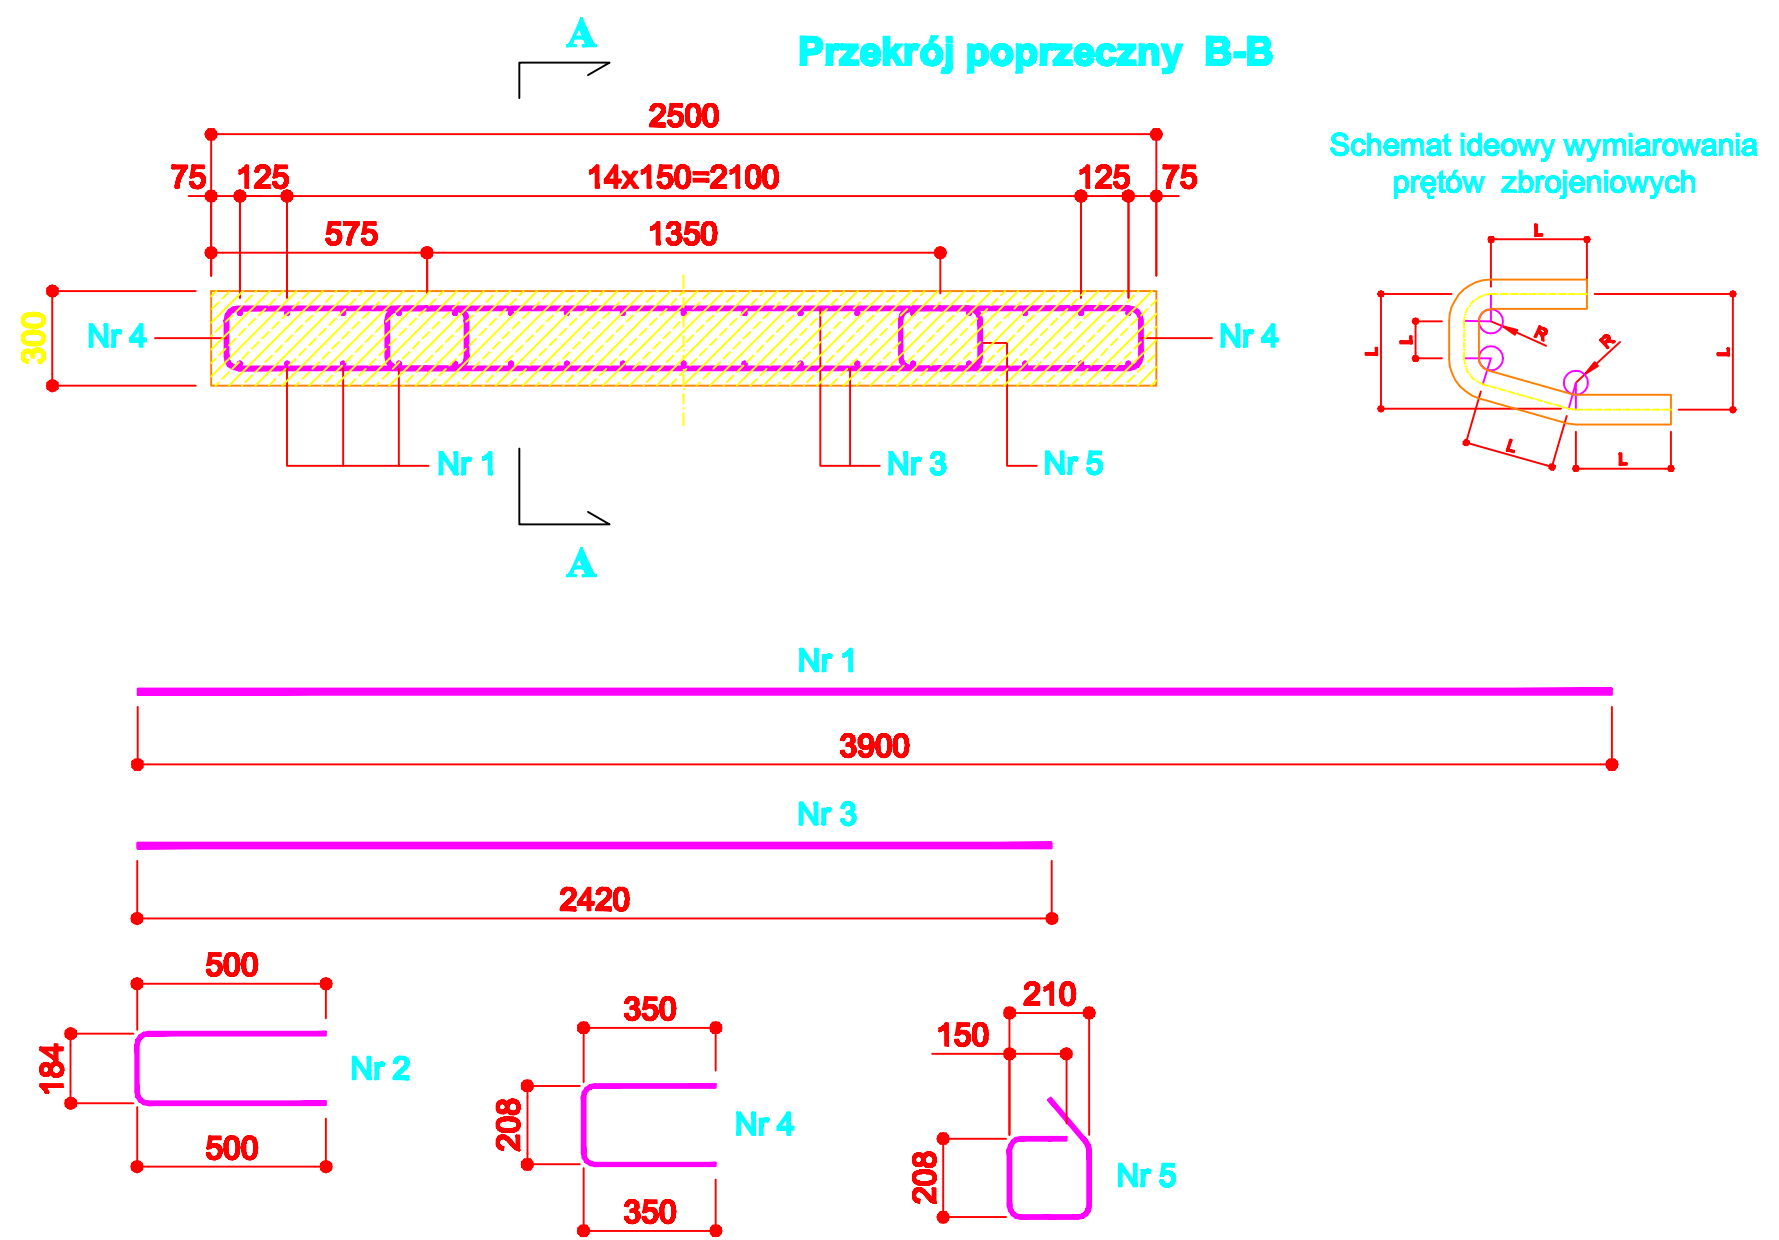 A
Przekrój poprzeczny B-B
2500
75 125 14x150=2100 125 75
575 1350
300
Nr 4
Nr 4
Nr 1 Nr 3 Nr 5
A
Schemat ideowy wymiarowania
prętów zbrojeniowych
L
R
R
L
L
L
L
L
Nr 1
3900
Nr 3
2420
500
184
Nr 2
500
350
208
Nr 4
350
210
150
208
Nr 5